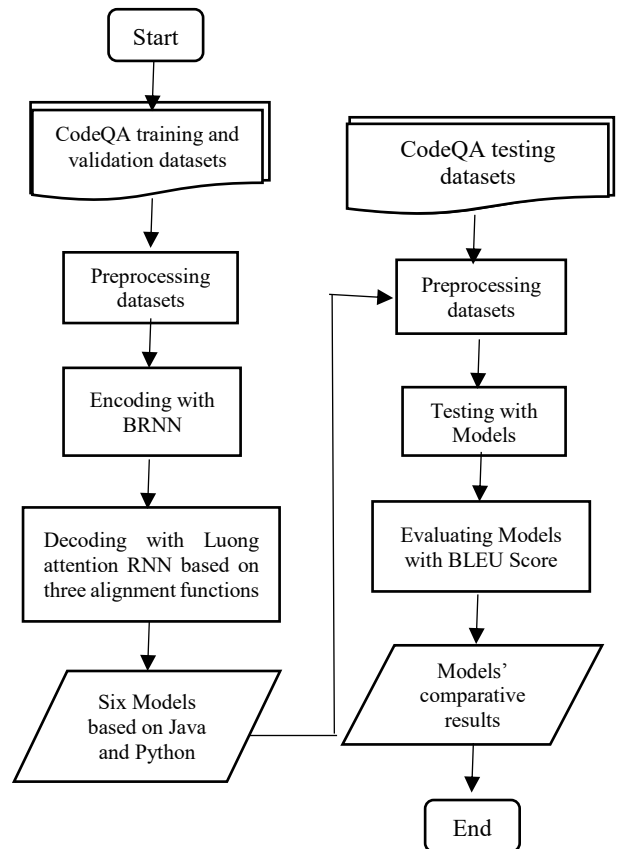 Start
CodeQA training and
validation datasets
Preprocessing
datasets
Encoding with
BRNN
Decoding with Luong
attention RNN based on
three alignment functions
Six Models
based on Java
and Python
CodeQA testing
datasets
Preprocessing
datasets
Testing with
Models
Evaluating Models
with BLEU Score
Models’
comparative
results
End